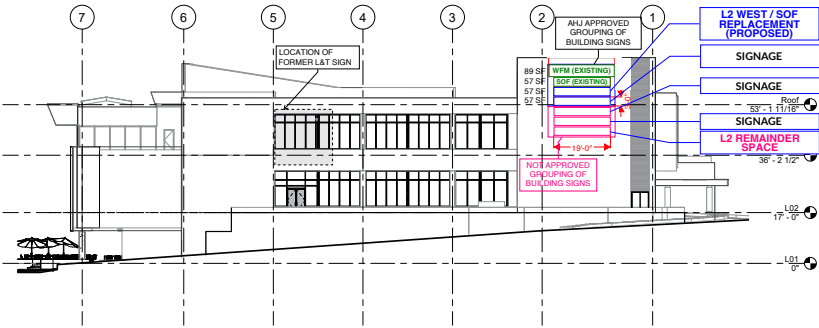 7
6
5
4
3
2
1
AHJ APPROVED
GROUPING OF
BUILDING SIGNS
L2 WEST / SOF
REPLACEMENT
(PROPOSED)
LOCATION OF
FORMER L&T SIGN
SIGNAGE
89 SF
WFM (EXISTING)
57 SF
SOF (EXISTING)
57 SF
57 SF
SIGNAGE
Roof
53' - 1 11/16"
SIGNAGE
L2 REMAINDER
SPACE
19'-0"
36' - 2 1/2"
NOT APPROVED
GROUPING OF
BUILDING SIGNS
L02
17' - 0"
L01
0"